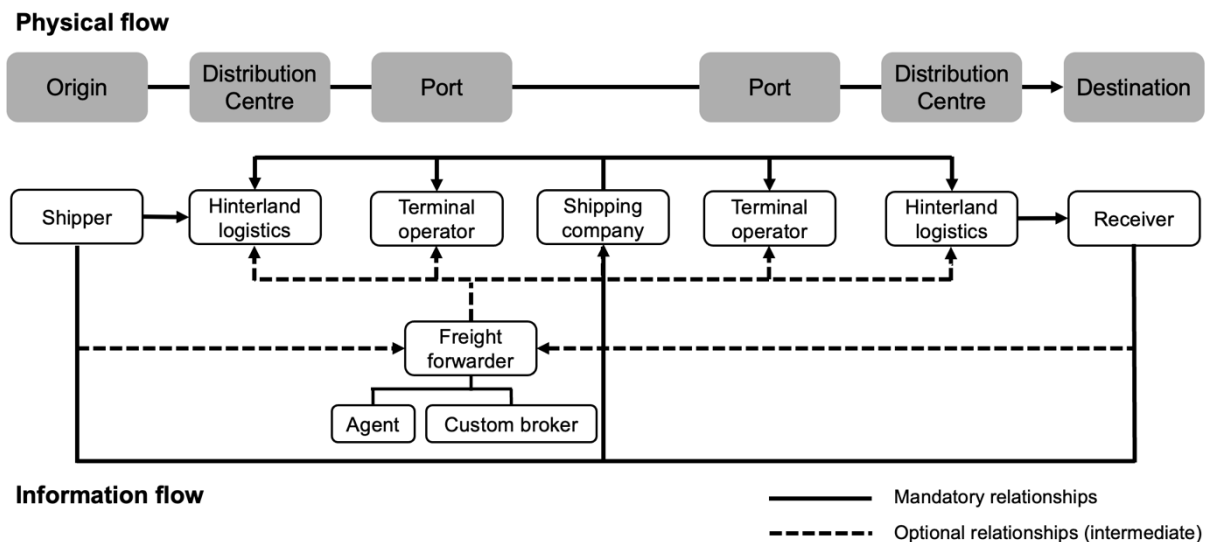 Physical flow
Origin
Distribution
Centre
Port
Port
Distribution
Centre
Destination
Shipper
Hinterland
logistics
Terminal
operator
Shipping
company
Terminal
operator
Hinterland
logistics
Receiver
Freight
forwarder
Agent
Custom broker
Information flow
Mandatory relationships
Optional relationships (intermediate)